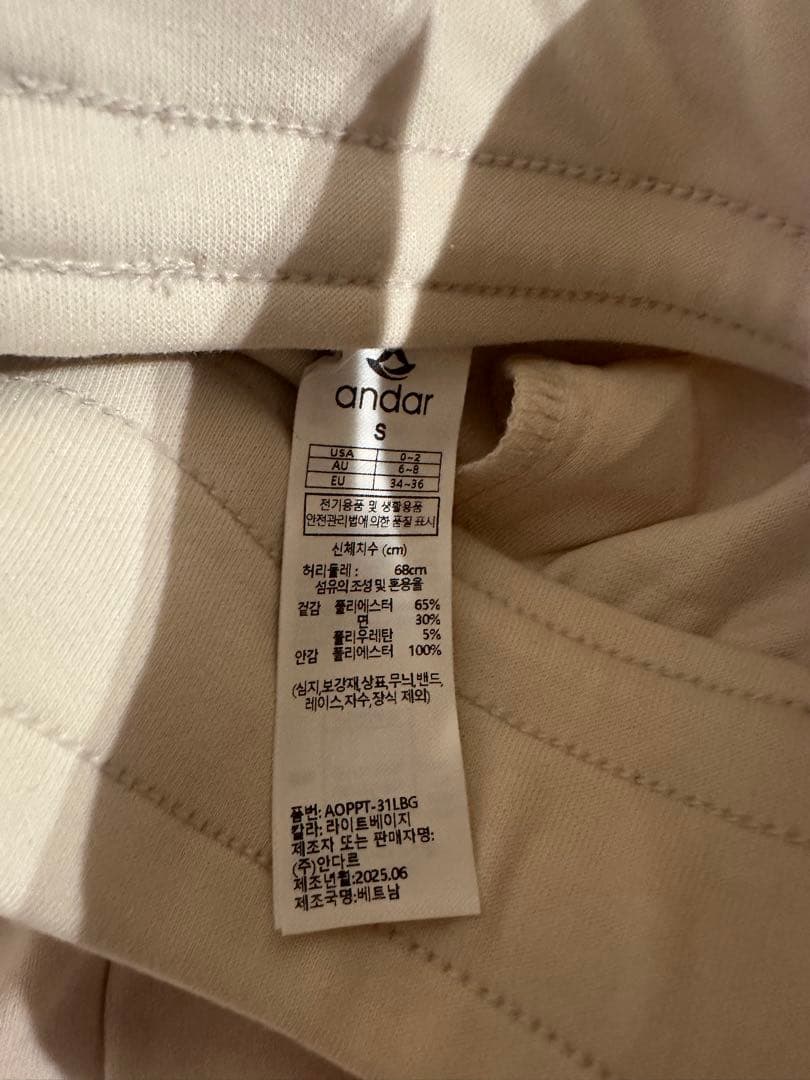 andar
S
USA 0~2
AU 6~8
EU 34~36
전기용품 및 생활용품
안전관리법에 의한 품질 표시
신체치수 (cm)
허리둘레 : 68cm
섬유의 조성 및 혼용율
겉감 폴리에스터 65%
면 30%
폴리우레탄 5%
안감 폴리에스터 100%
(심지,보강재,상표,무늬,밴드,
레이스,자수,장식 제외)
품번: AOPPT-31LBG
칼라: 라이트베이지
제조자 또는 판매자명:
(주)안다르
제조년월:2025.06
제조국명:베트남